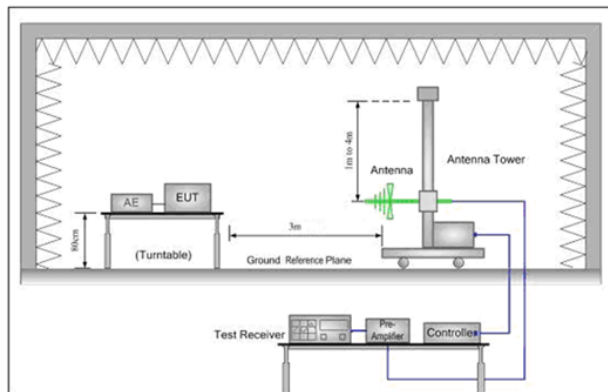 1m to 4m
Antenna
Antenna Tower
AE
EUT
80cm
(Turntable)
3m
Ground Reference Plane
Test Receiver
Pre-
Amplifier
Controller